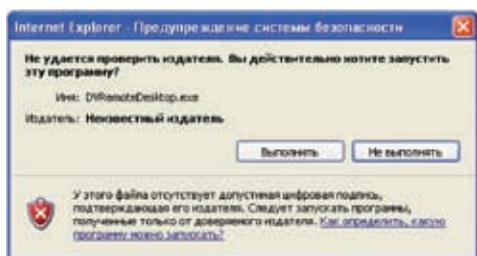 Internet Explorer - Предупреждение системы безопасности
Не удается проверить издателя. Вы действительно хотите запустить
эту программу?
Имя: DVRemoteDesktop.exe
Издатель: Неизвестный издатель
Выполнить
Не выполнять
У этого файла отсутствует допустимая цифровая подпись,
подтверждающая его издателя. Следует запускать программы,
полученные только от доверенного издателя. Как определить, какую
программу можно запускать?